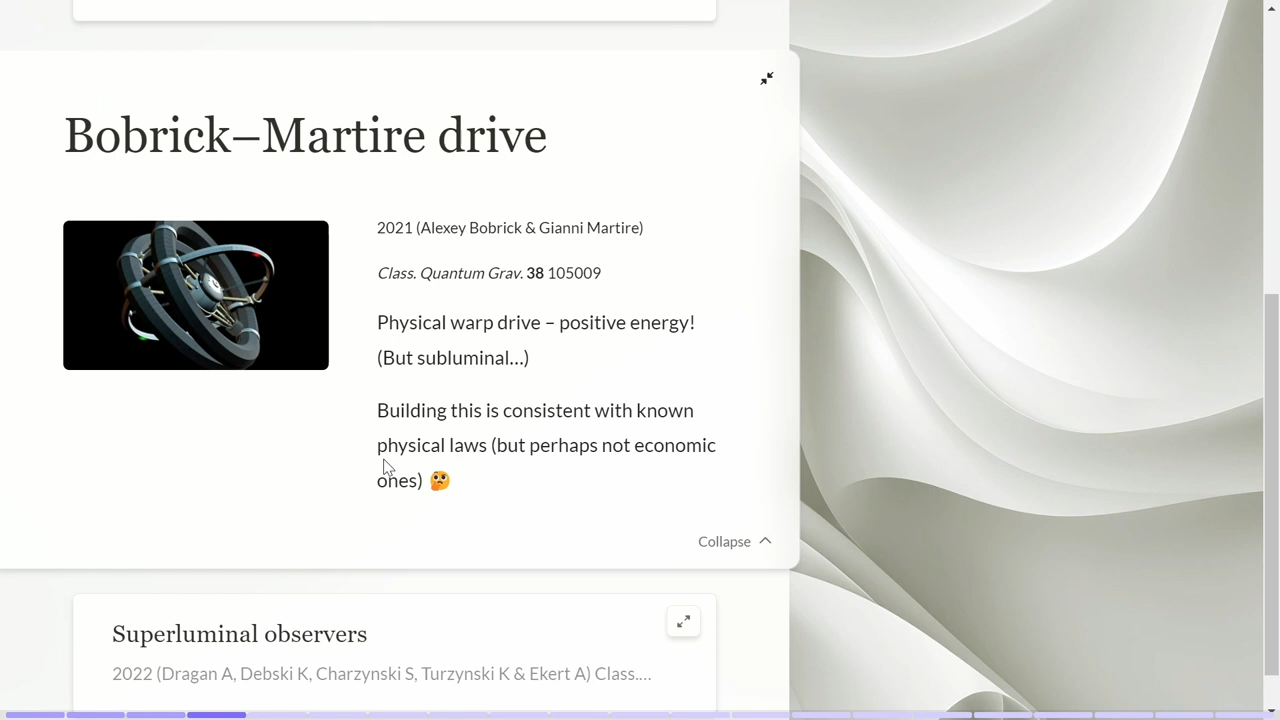 Bobrick–Martire drive
2021 (Alexey Bobrick & Gianni Martire)
Class. Quantum Grav. 38 105009
Physical warp drive – positive energy!
(But subluminal...)
Building this is consistent with known
physical laws (but perhaps not economic
ones) 🤔
Collapse
Superluminal observers
2022 (Dragan A, Debski K, Charzynski S, Turzynski K & Ekert A) Class....